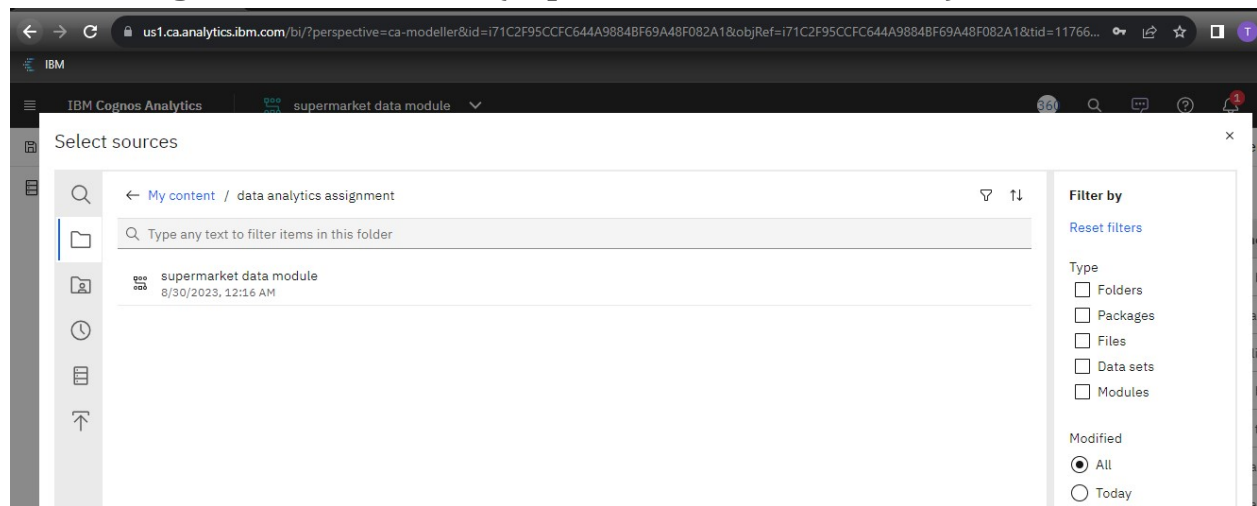 us1.ca.analytics.ibm.com/bi/?perspective=ca-modeller&id=i71C2F95CCFC644A9884BF69A48F082A1&objRef=i71C2F95CCFC644A9884BF69A48F082A1&tid=11766...
T
IBM
IBM Cognos Analytics supermarket data module
360 1
Select sources
My content / data analytics assignment
Type any text to filter items in this folder
supermarket data module
8/30/2023, 12:16 AM
Filter by
Reset filters
Type
Folders
Packages
Files
Data sets
Modules
Modified
All
Today